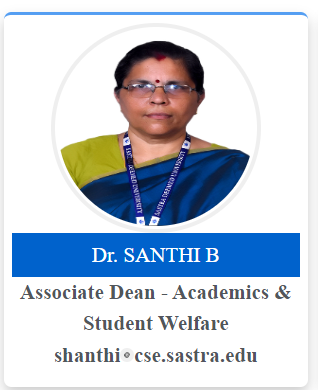 Dr. SANTHI B
Associate Dean - Academics &
Student Welfare
shanthi@cse.sastra.edu